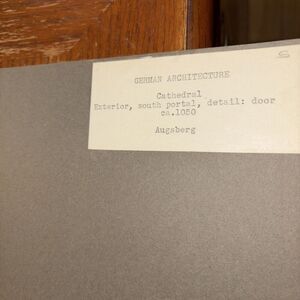 GERMAN ARCHITECTURE
Cathedral
Exterior, south portal, detail: door
ca.1050
Augsberg